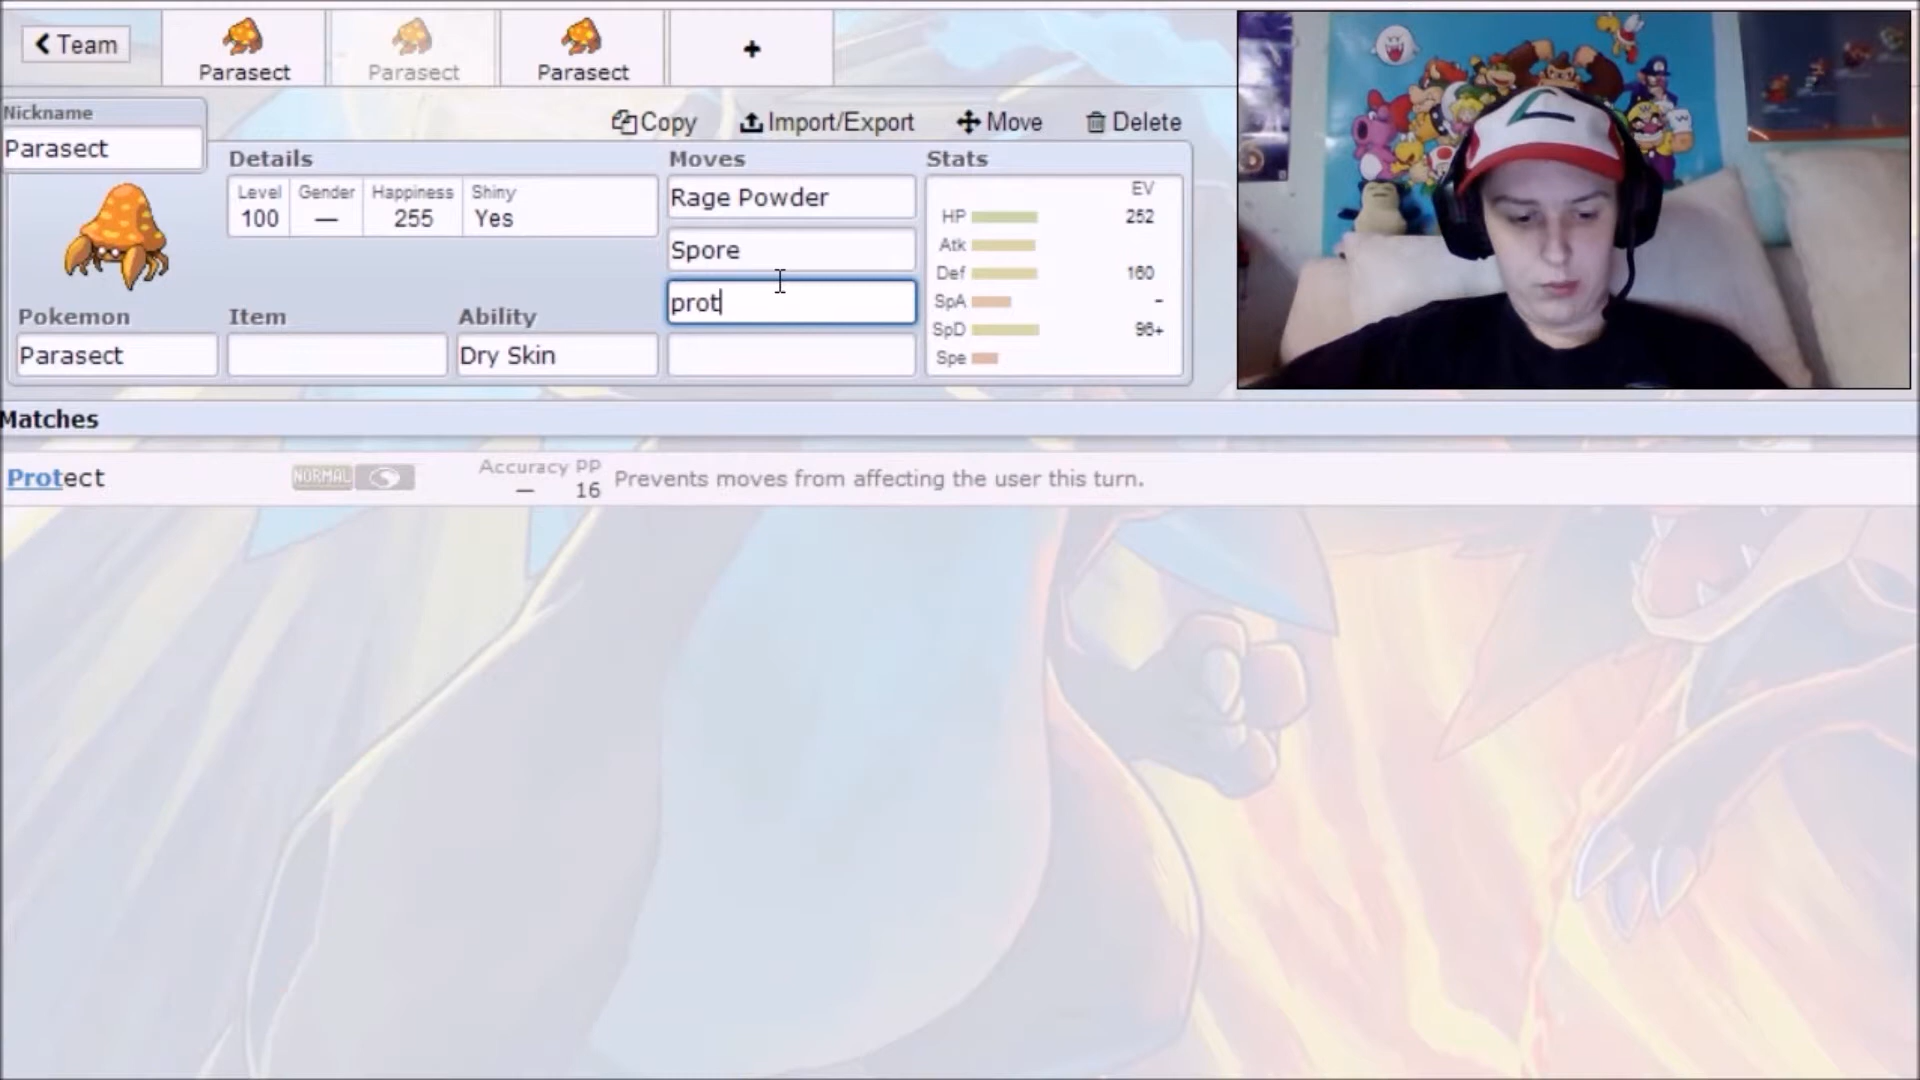 Team
Parasect
Parasect
Parasect
+
Nickname
Parasect
Copy
Import/Export
Move
Delete
Details
Moves
Stats
Level
Gender
Happiness
Shiny
100
—
255
Yes
Rage Powder
Spore
prot
EV
HP 252
Atk
Def 160
SpA -
SpD 96+
Spe
Pokemon
Item
Ability
Parasect
Dry Skin
Matches
Protect
NORMAL
Accuracy PP
— 16
Prevents moves from affecting the user this turn.